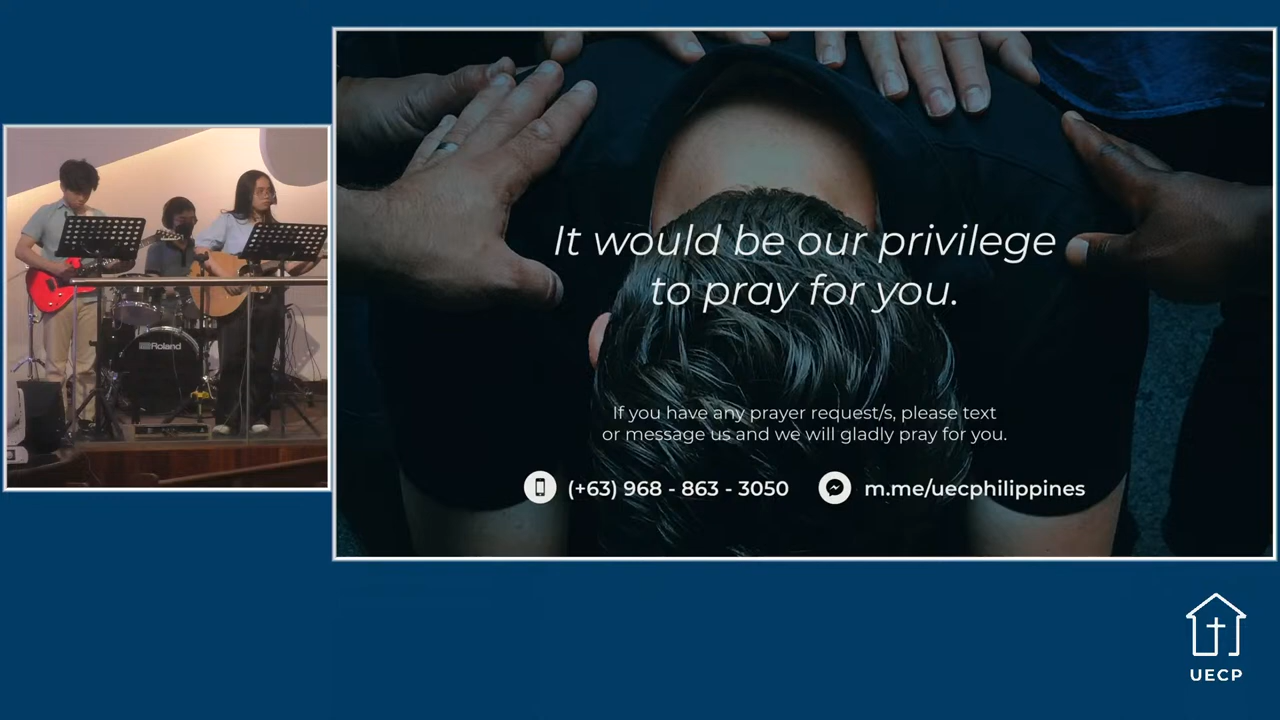 It would be our privilege
to pray for you.
If you have any prayer request/s, please text
or message us and we will gladly pray for you.
(+63) 968 - 863 - 3050 m.me/uecphilippines
Roland
UECP